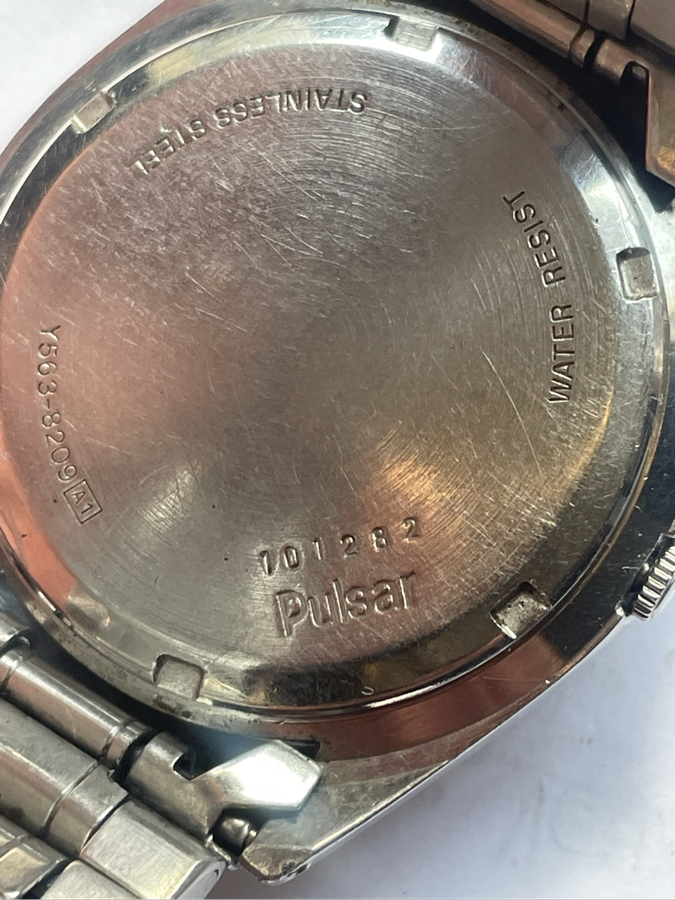 STAINLESS STEEL
WATER RESIST
Y563-8209 A1
101282
Pulsar